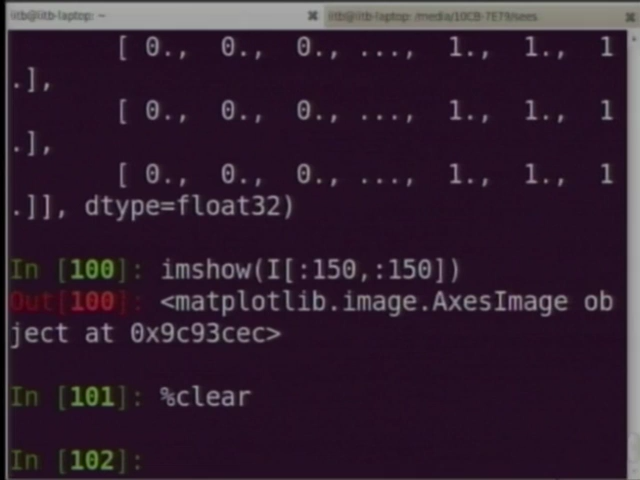 litb@litb-laptop: ~ ✖ litb@litb-laptop: /media/10CB-7E79/sees ✖
[ 0., 0., 0., ..., 1., 1., 1
.],
[ 0., 0., 0., ..., 1., 1., 1
.],
[ 0., 0., 0., ..., 1., 1., 1
.]], dtype=float32)
In [100]: imshow(I[:150,:150])
Out[100]: <matplotlib.image.AxesImage ob
ject at 0x9c93cec>
In [101]: %clear
In [102]: